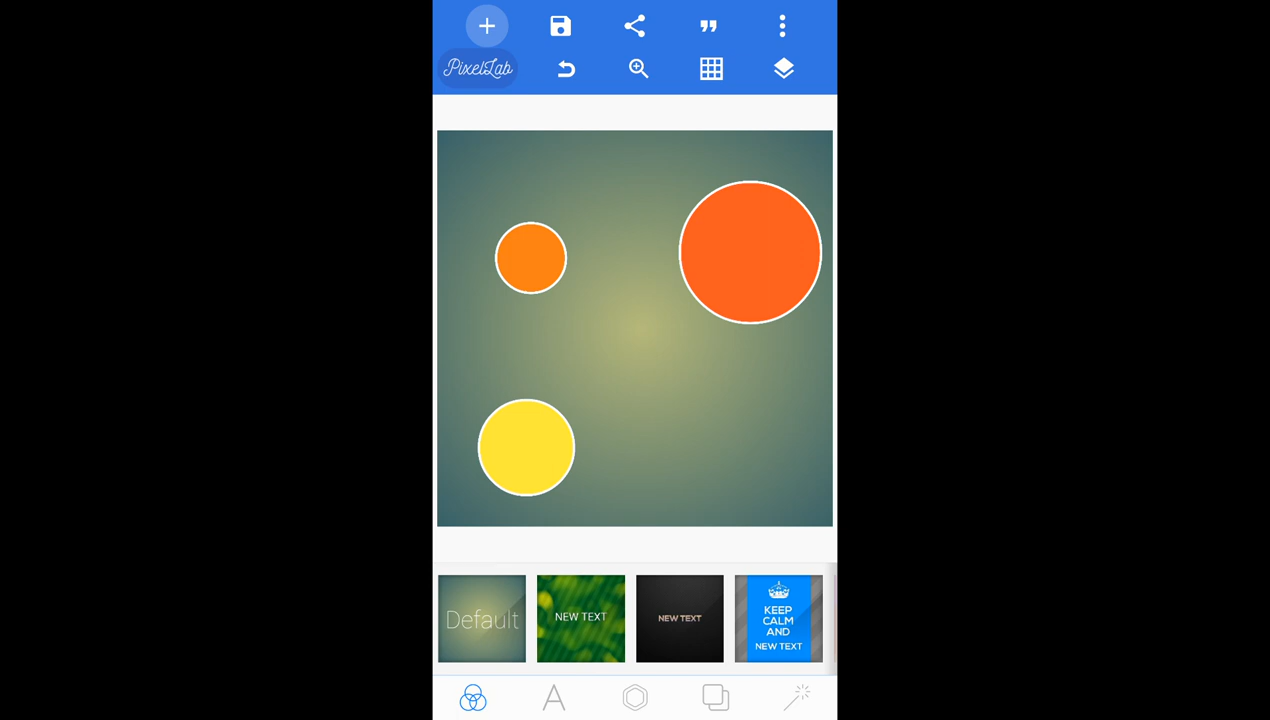 PixelLab
Default
NEW TEXT
NEW TEXT
KEEP
CALM
AND
NEW TEXT